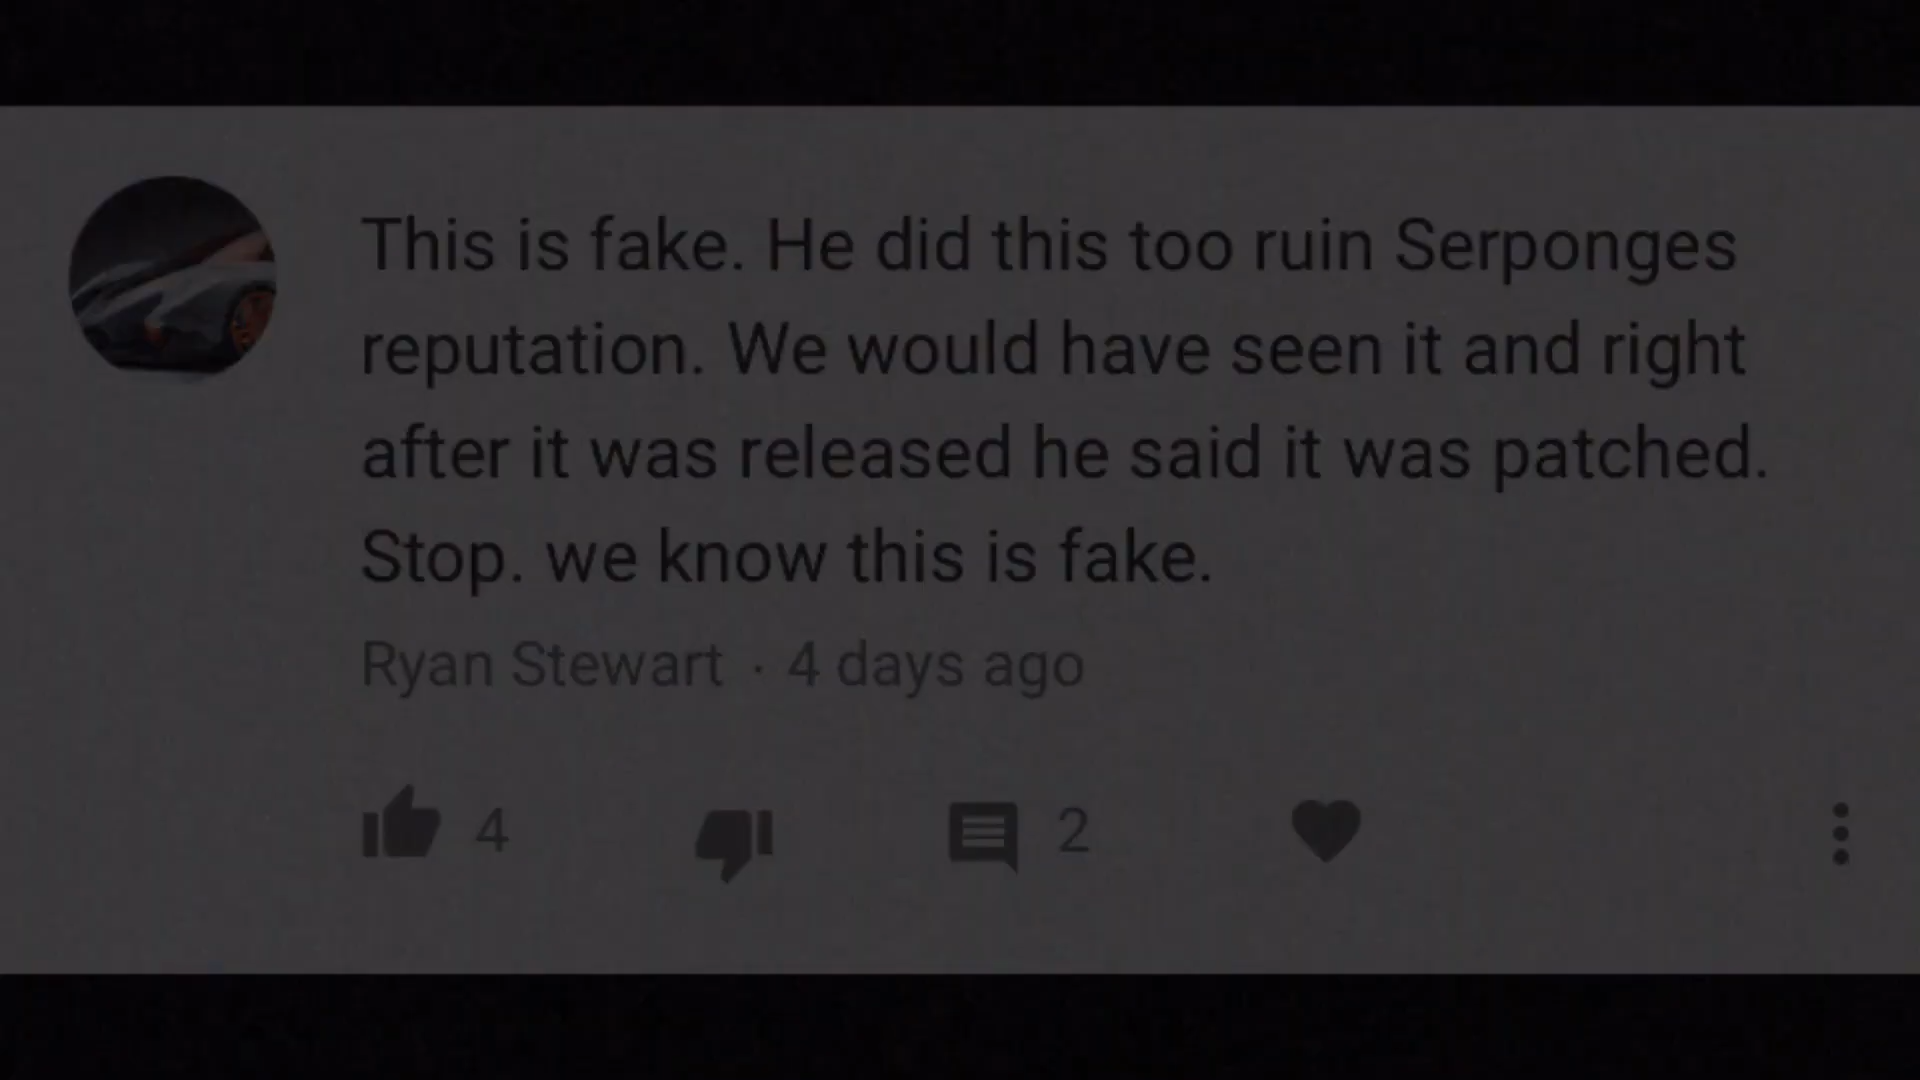 This is fake. He did this too ruin Serponges
reputation. We would have seen it and right
after it was released he said it was patched.
Stop. we know this is fake.
Ryan Stewart · 4 days ago
4
2